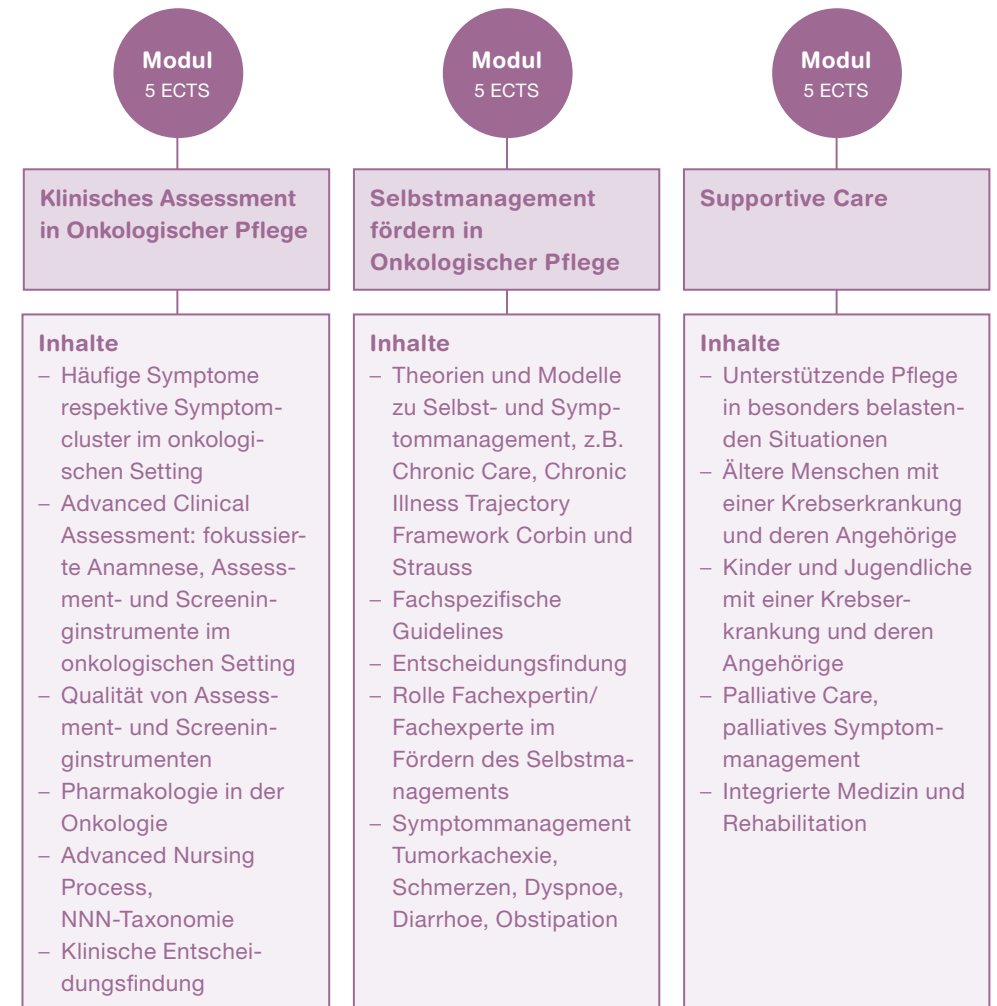 Modul
5 ECTS
Klinisches Assessment
in Onkologischer Pflege
Inhalte
– Häufige Symptome
respektive Symptom-
cluster im onkologi-
schen Setting
– Advanced Clinical
Assessment: fokussier-
te Anamnese, Assess-
ment- und Screenin-
ginstrumente im
onkologischen Setting
– Qualität von Assess-
ment- und Screenin-
ginstrumenten
– Pharmakologie in der
Onkologie
– Advanced Nursing
Process,
NNN-Taxonomie
– Klinische Entschei-
dungsfindung
Modul
5 ECTS
Selbstmanagement
fördern in
Onkologischer Pflege
Inhalte
– Theorien und Modelle
zu Selbst- und Symp-
tommanagement, z.B.
Chronic Care, Chronic
Illness Trajectory
Framework Corbin und
Strauss
– Fachspezifische
Guidelines
– Entscheidungsfindung
– Rolle Fachexpertin/
Fachexperte im
Fördern des Selbstma-
nagements
– Symptommanagement
Tumorkachexie,
Schmerzen, Dyspnoe,
Diarrhoe, Obstipation
Modul
5 ECTS
Supportive Care
Inhalte
– Unterstützende Pflege
in besonders belasten-
den Situationen
– Ältere Menschen mit
einer Krebserkrankung
und deren Angehörige
– Kinder und Jugendliche
mit einer Krebser-
krankung und deren
Angehörige
– Palliative Care,
palliatives Symptom-
management
– Integrierte Medizin und
Rehabilitation